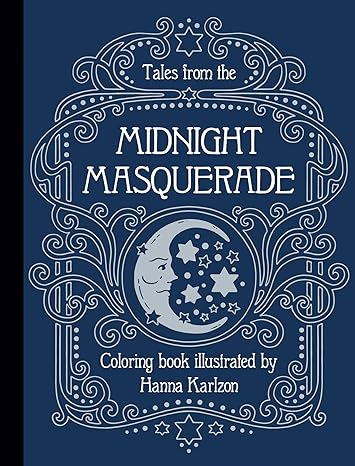 Tales from the
MIDNIGHT
MASQUERADE
Coloring book illustrated by
Hanna Karlzon